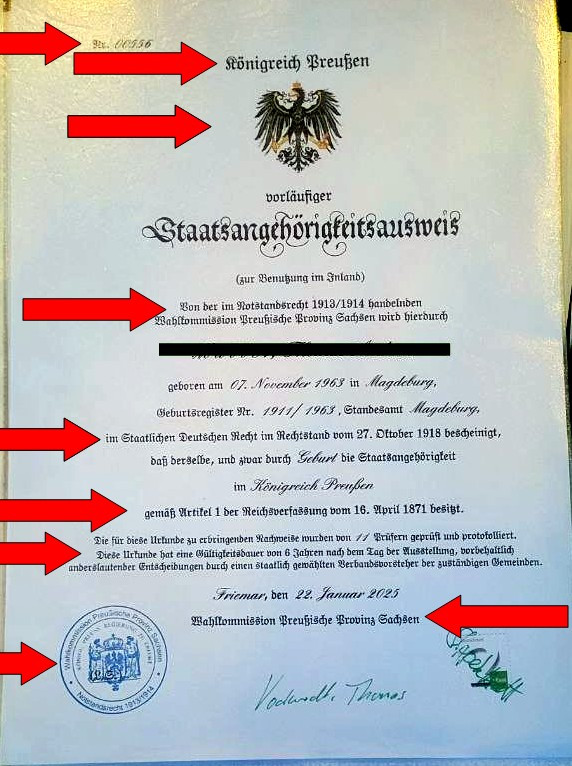 Nr. 00556
Königreich Preußen
vorläufiger
Staatsangehörigkeitsausweis
(zur Benutzung im Inland)
Von der im Notstandsrecht 1913/1914 handelnden
Wahlkommission Preußische Provinz Sachsen wird hierdurch
geboren am 07. November 1963 in Magdeburg,
Geburtsregister Nr. 1911/1963, Standesamt Magdeburg,
im Staatlichen Deutschen Recht im Rechtstand vom 27. Oktober 1918 bescheinigt,
daß derselbe, und zwar durch Geburt die Staatsangehörigkeit
im Königreich Preußen
gemäß Artikel 1 der Reichsverfassung vom 16. April 1871 besitzt.
Die für diese Urkunde zu erbringenden Nachweise wurden von 11 Prüfern geprüft und protokolliert.
Diese Urkunde hat eine Gültigkeitsdauer von 6 Jahren nach dem Tag der Ausstellung, vorbehaltlich
anderslautender Entscheidungen durch einen staatlich gewählten Verbandsvorsteher der zuständigen Gemeinden.
Friemar, den 22. Januar 2025
Wahlkommission Preußische Provinz Sachsen
Wahlkommission Preußische Provinz Sachsen
Notstandsrecht 1913/1914
Thomas